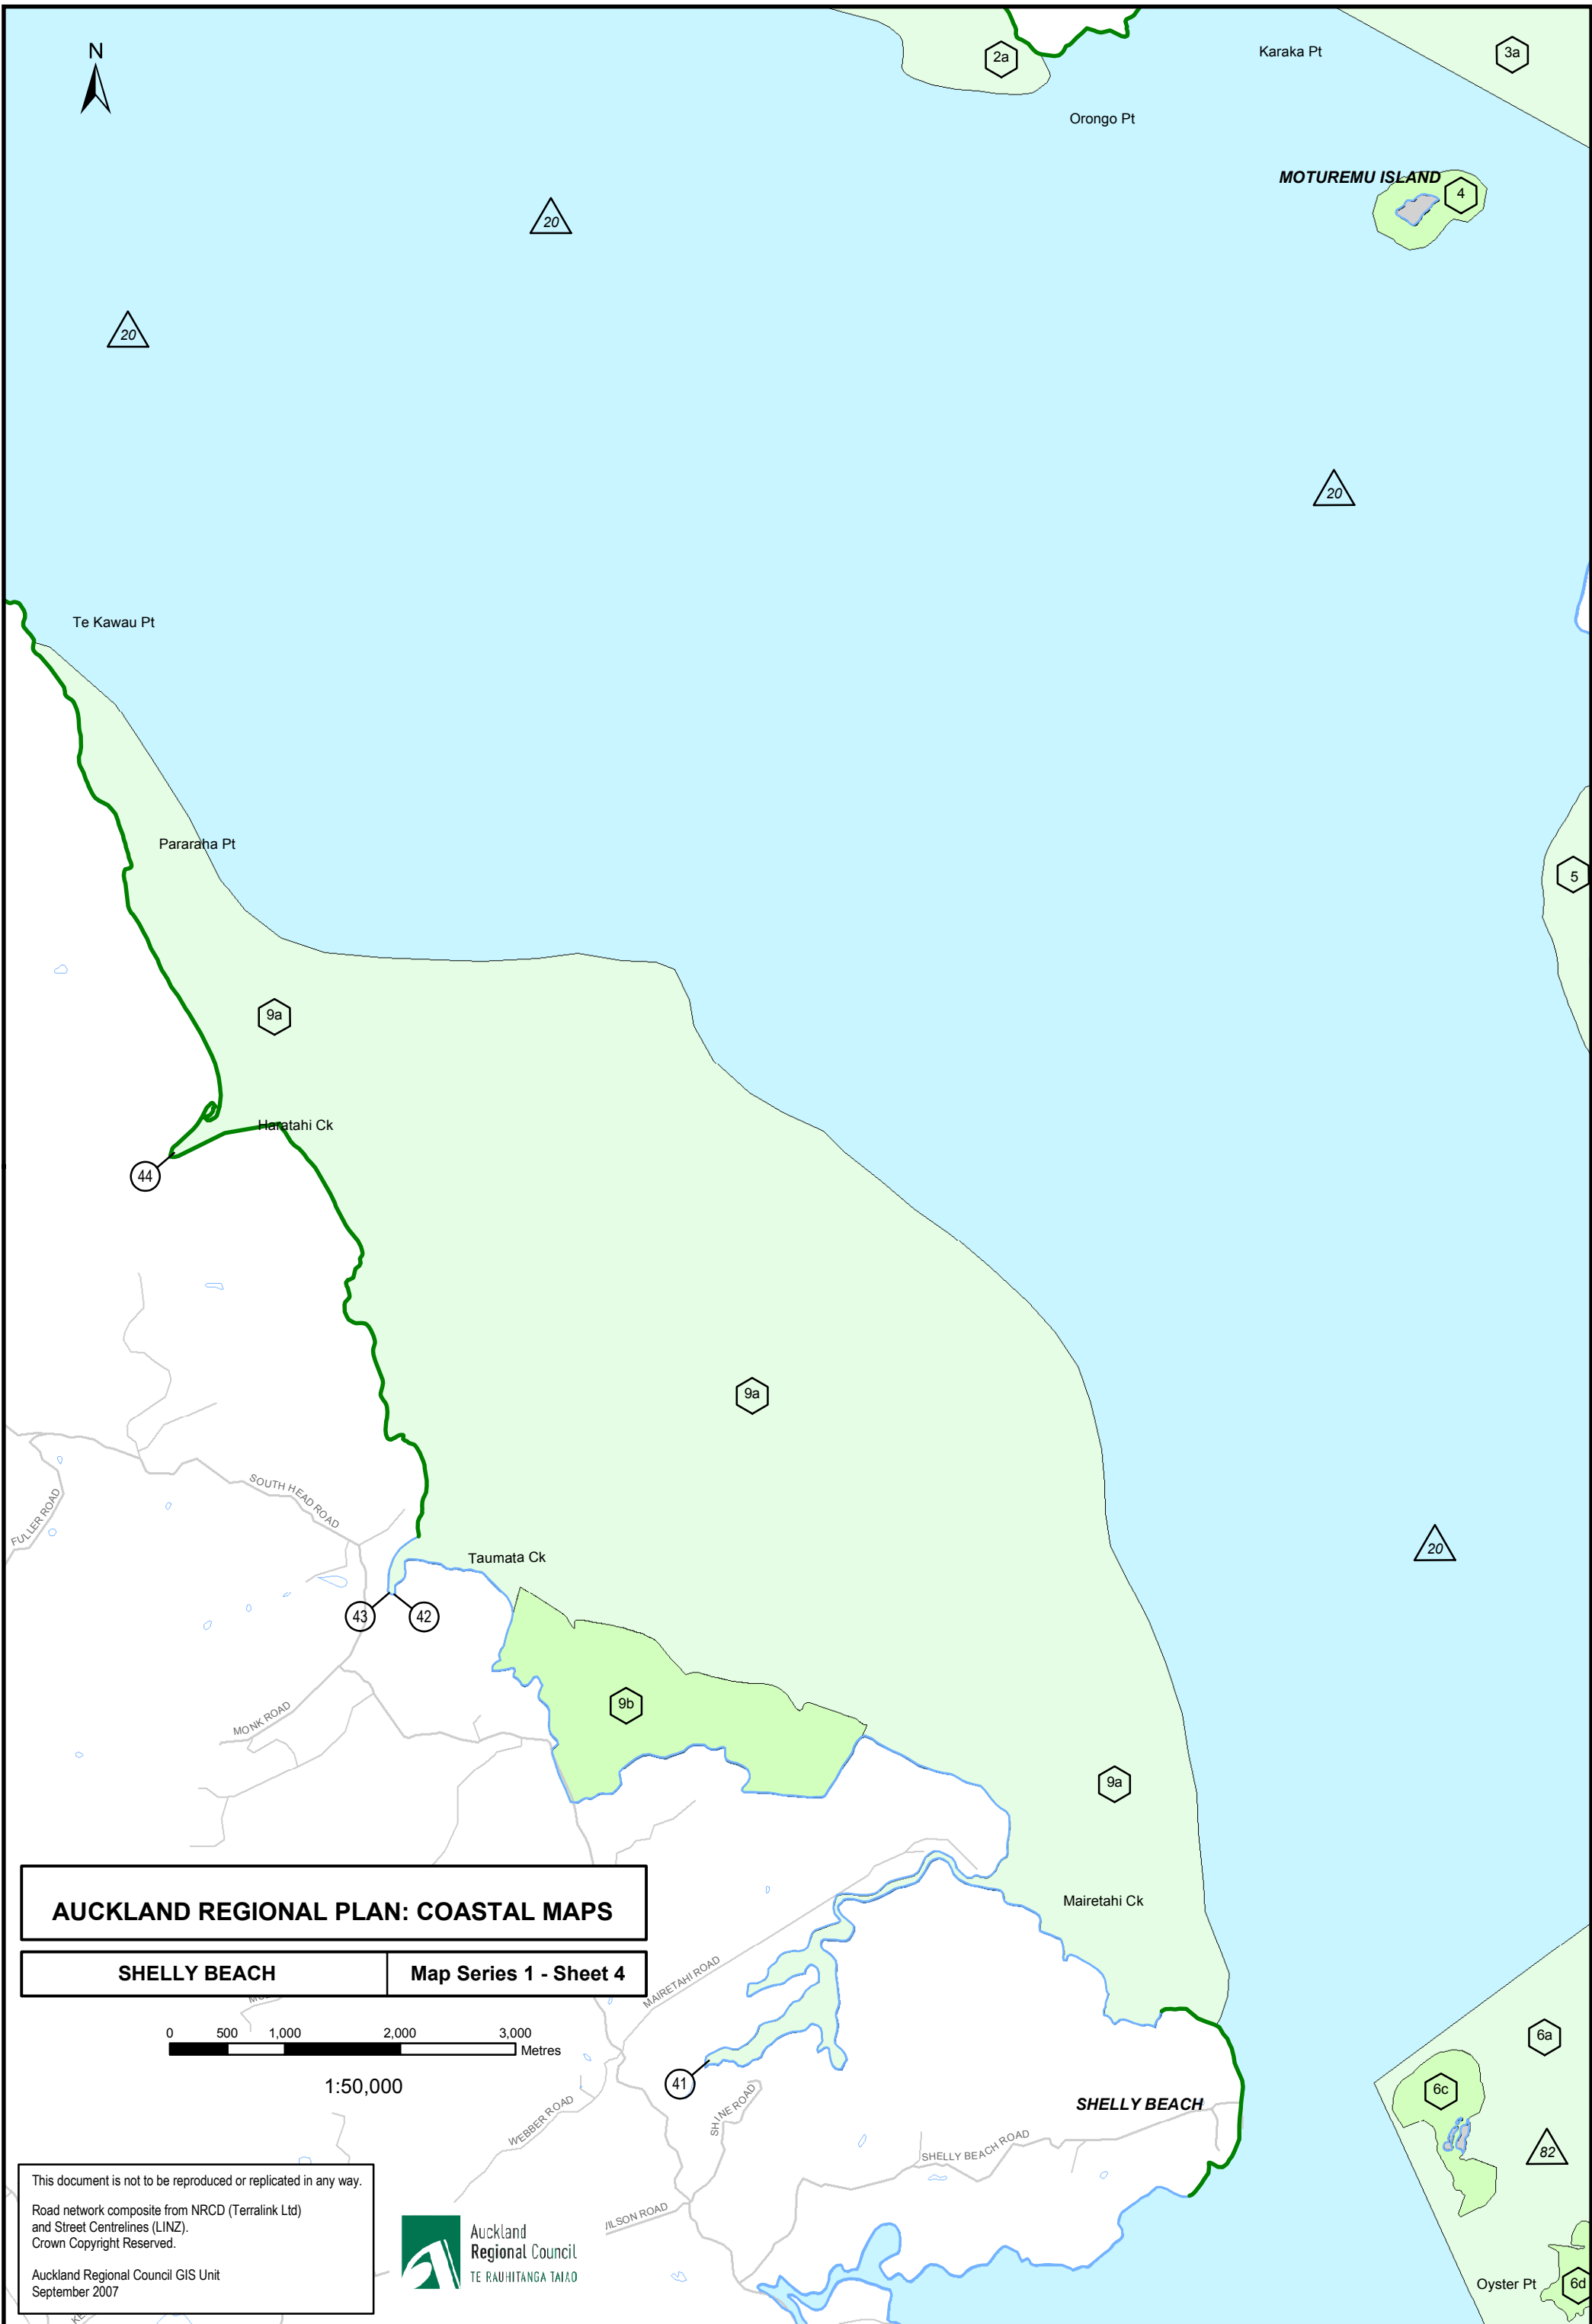 N
2a
Karaka Pt
3a
Orongo Pt
MOTUREMU ISLAND
4
20
20
20
Te Kawau Pt
Pararaha Pt
5
9a
Haratahi Ck
44
9a
SOUTH HEAD ROAD
FULLER ROAD
20
Taumata Ck
43
42
9b
MONK ROAD
9a
AUCKLAND REGIONAL PLAN: COASTAL MAPS
Mairetahi Ck
SHELLY BEACH
Map Series 1 - Sheet 4
MAIRETAHI ROAD
0 500 1,000 2,000 3,000
Metres
1:50,000
6a
41
6c
SHELLY BEACH
SHINE ROAD
WEBBER ROAD
SHELLY BEACH ROAD
82
This document is not to be reproduced or replicated in any way.
Road network composite from NRCD (Terralink Ltd)
and Street Centrelines (LINZ).
Crown Copyright Reserved.
Auckland Regional Council GIS Unit
September 2007
Auckland
Regional Council
TE RAUHITANGA TAIAO
ROAD
Oyster Pt
6d